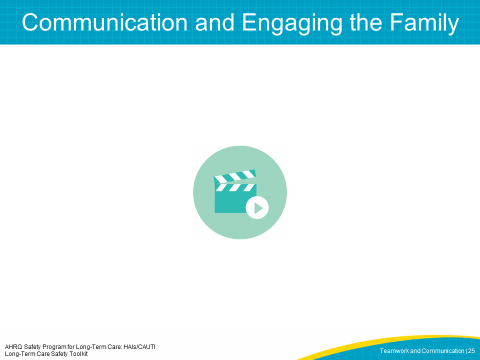 Communication and Engaging the Family
AHRQ Safety Program for Long-Term Care: HAIs/CAUTI
Long-Term Care Safety Toolkit
Teamwork and Communication | 25